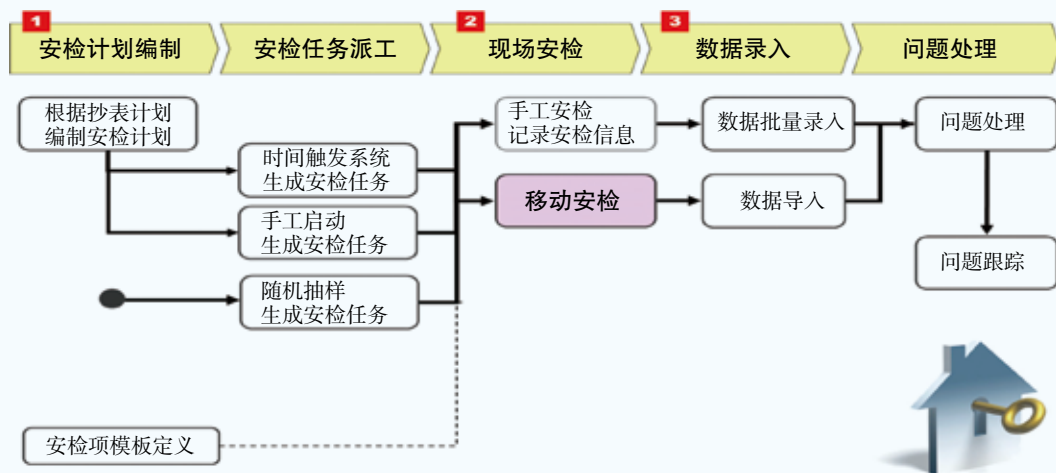 1
2
3
安检计划编制
安检任务派工
现场安检
数据录入
问题处理
根据抄表计划
编制安检计划
时间触发系统
生成安检任务
手工启动
生成安检任务
随机抽样
生成安检任务
安检项模板定义
手工安检
记录安检信息
移动安检
数据批量录入
数据导入
问题处理
问题跟踪